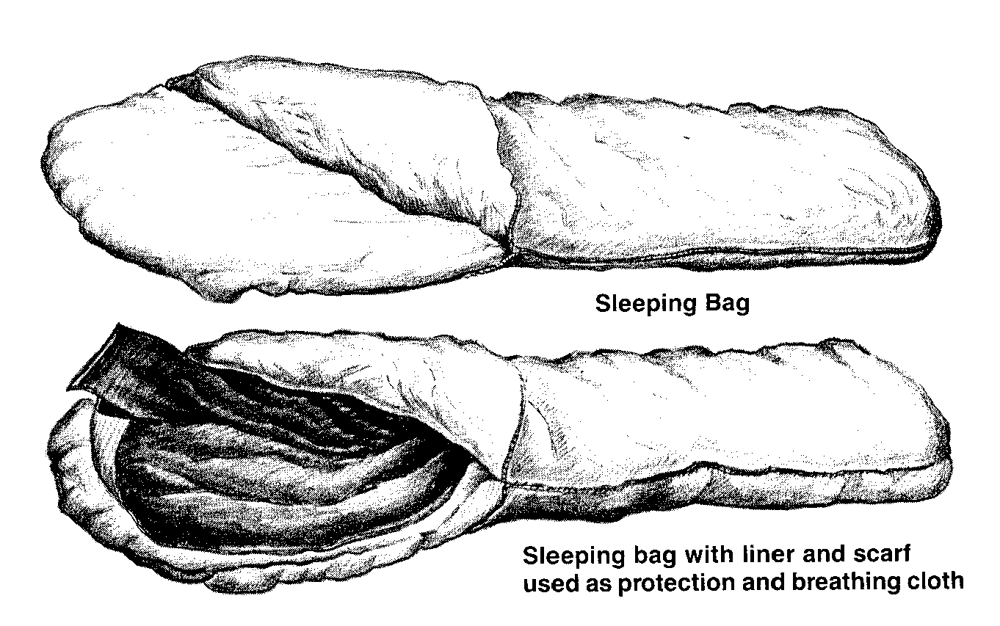 Sleeping Bag
Sleeping bag with liner and scarf
used as protection and breathing cloth